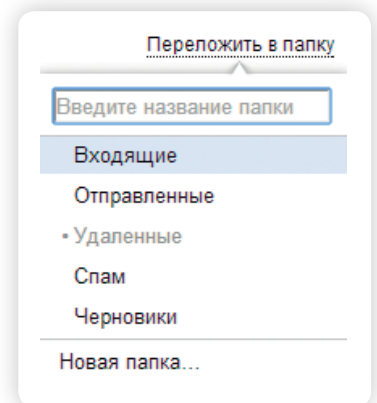 Переложить в папку
Введите название папки
Входящие
Отправленные
• Удаленные
Спам
Черновики
Новая папка...